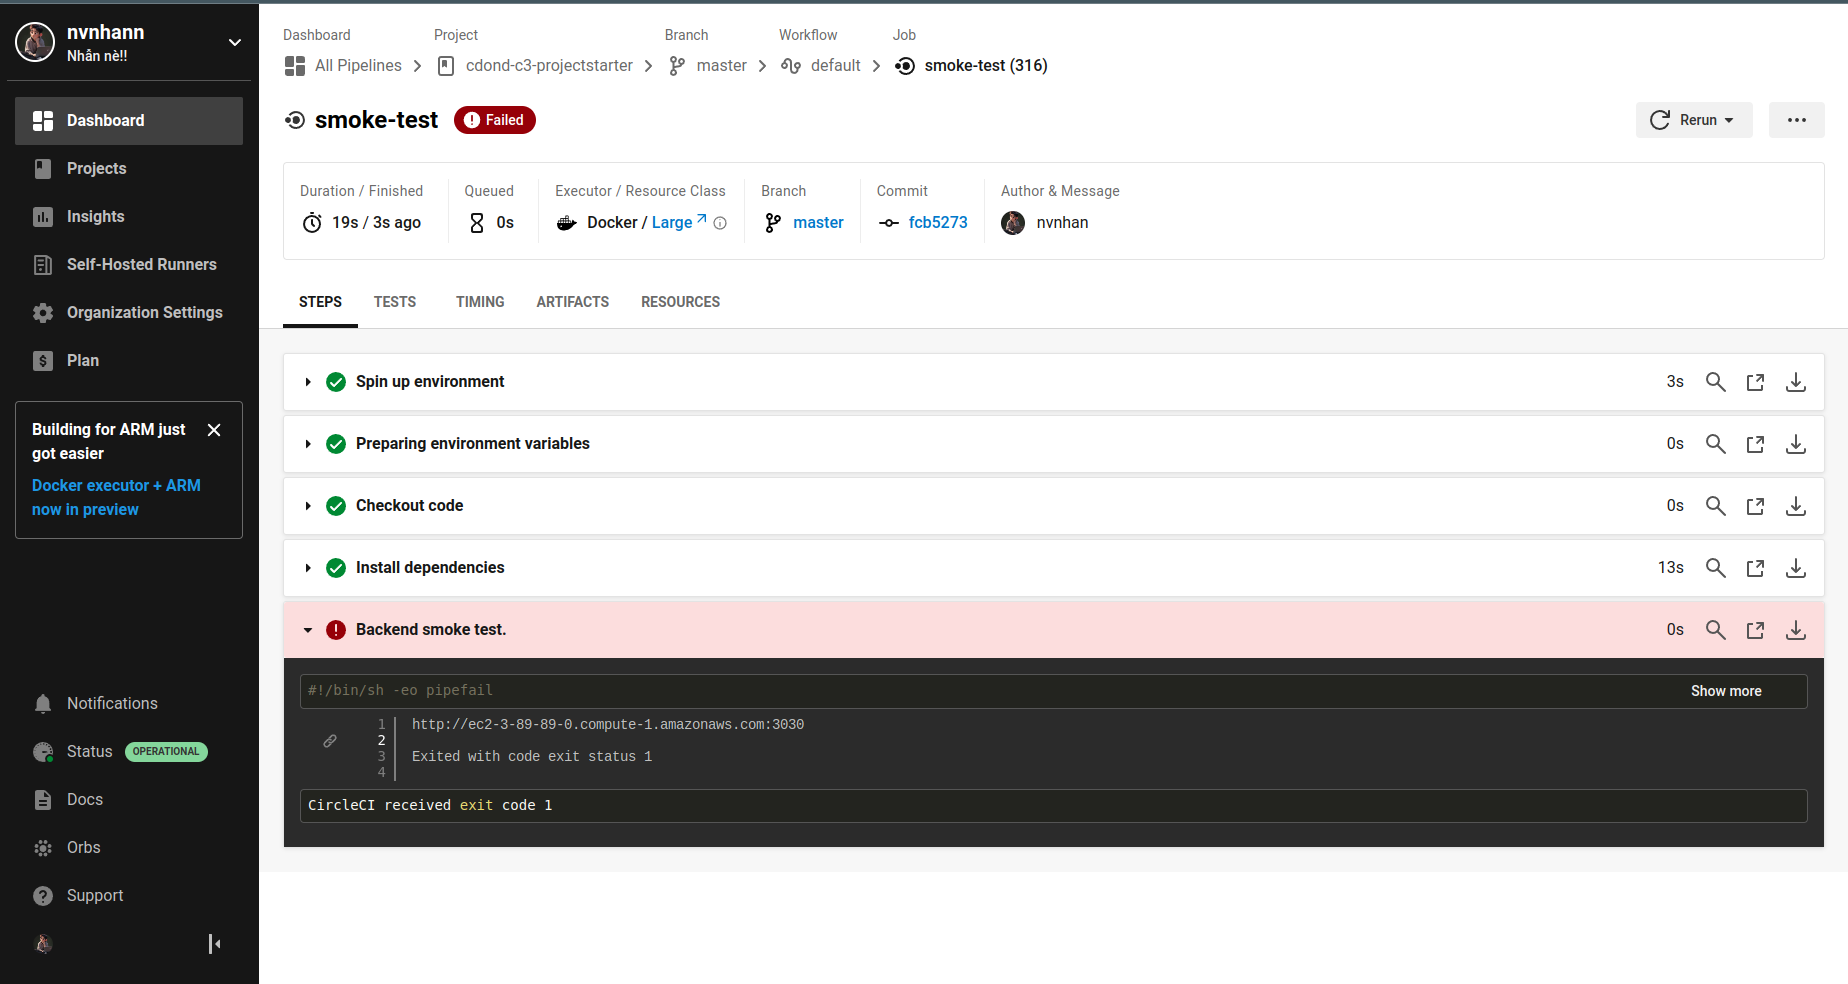 nvnhann
Nhẫn nè!!
Dashboard
Projects
Insights
Self-Hosted Runners
Organization Settings
Plan
Building for ARM just
got easier
Docker executor + ARM
now in preview
Notifications
Status OPERATIONAL
Docs
Orbs
Support
Dashboard Project Branch Workflow Job
All Pipelines cdond-c3-projectstarter master default smoke-test (316)
smoke-test Failed
Rerun
Duration / Finished Queued Executor / Resource Class Branch Commit Author & Message
19s / 3s ago 0s Docker / Large master fcb5273 nvnhan
STEPS TESTS TIMING ARTIFACTS RESOURCES
Spin up environment 3s
Preparing environment variables 0s
Checkout code 0s
Install dependencies 13s
Backend smoke test. 0s
#!/bin/sh -eo pipefail Show more
1 http://ec2-3-89-89-0.compute-1.amazonaws.com:3030
2
3 Exited with code exit status 1
4
CircleCI received exit code 1